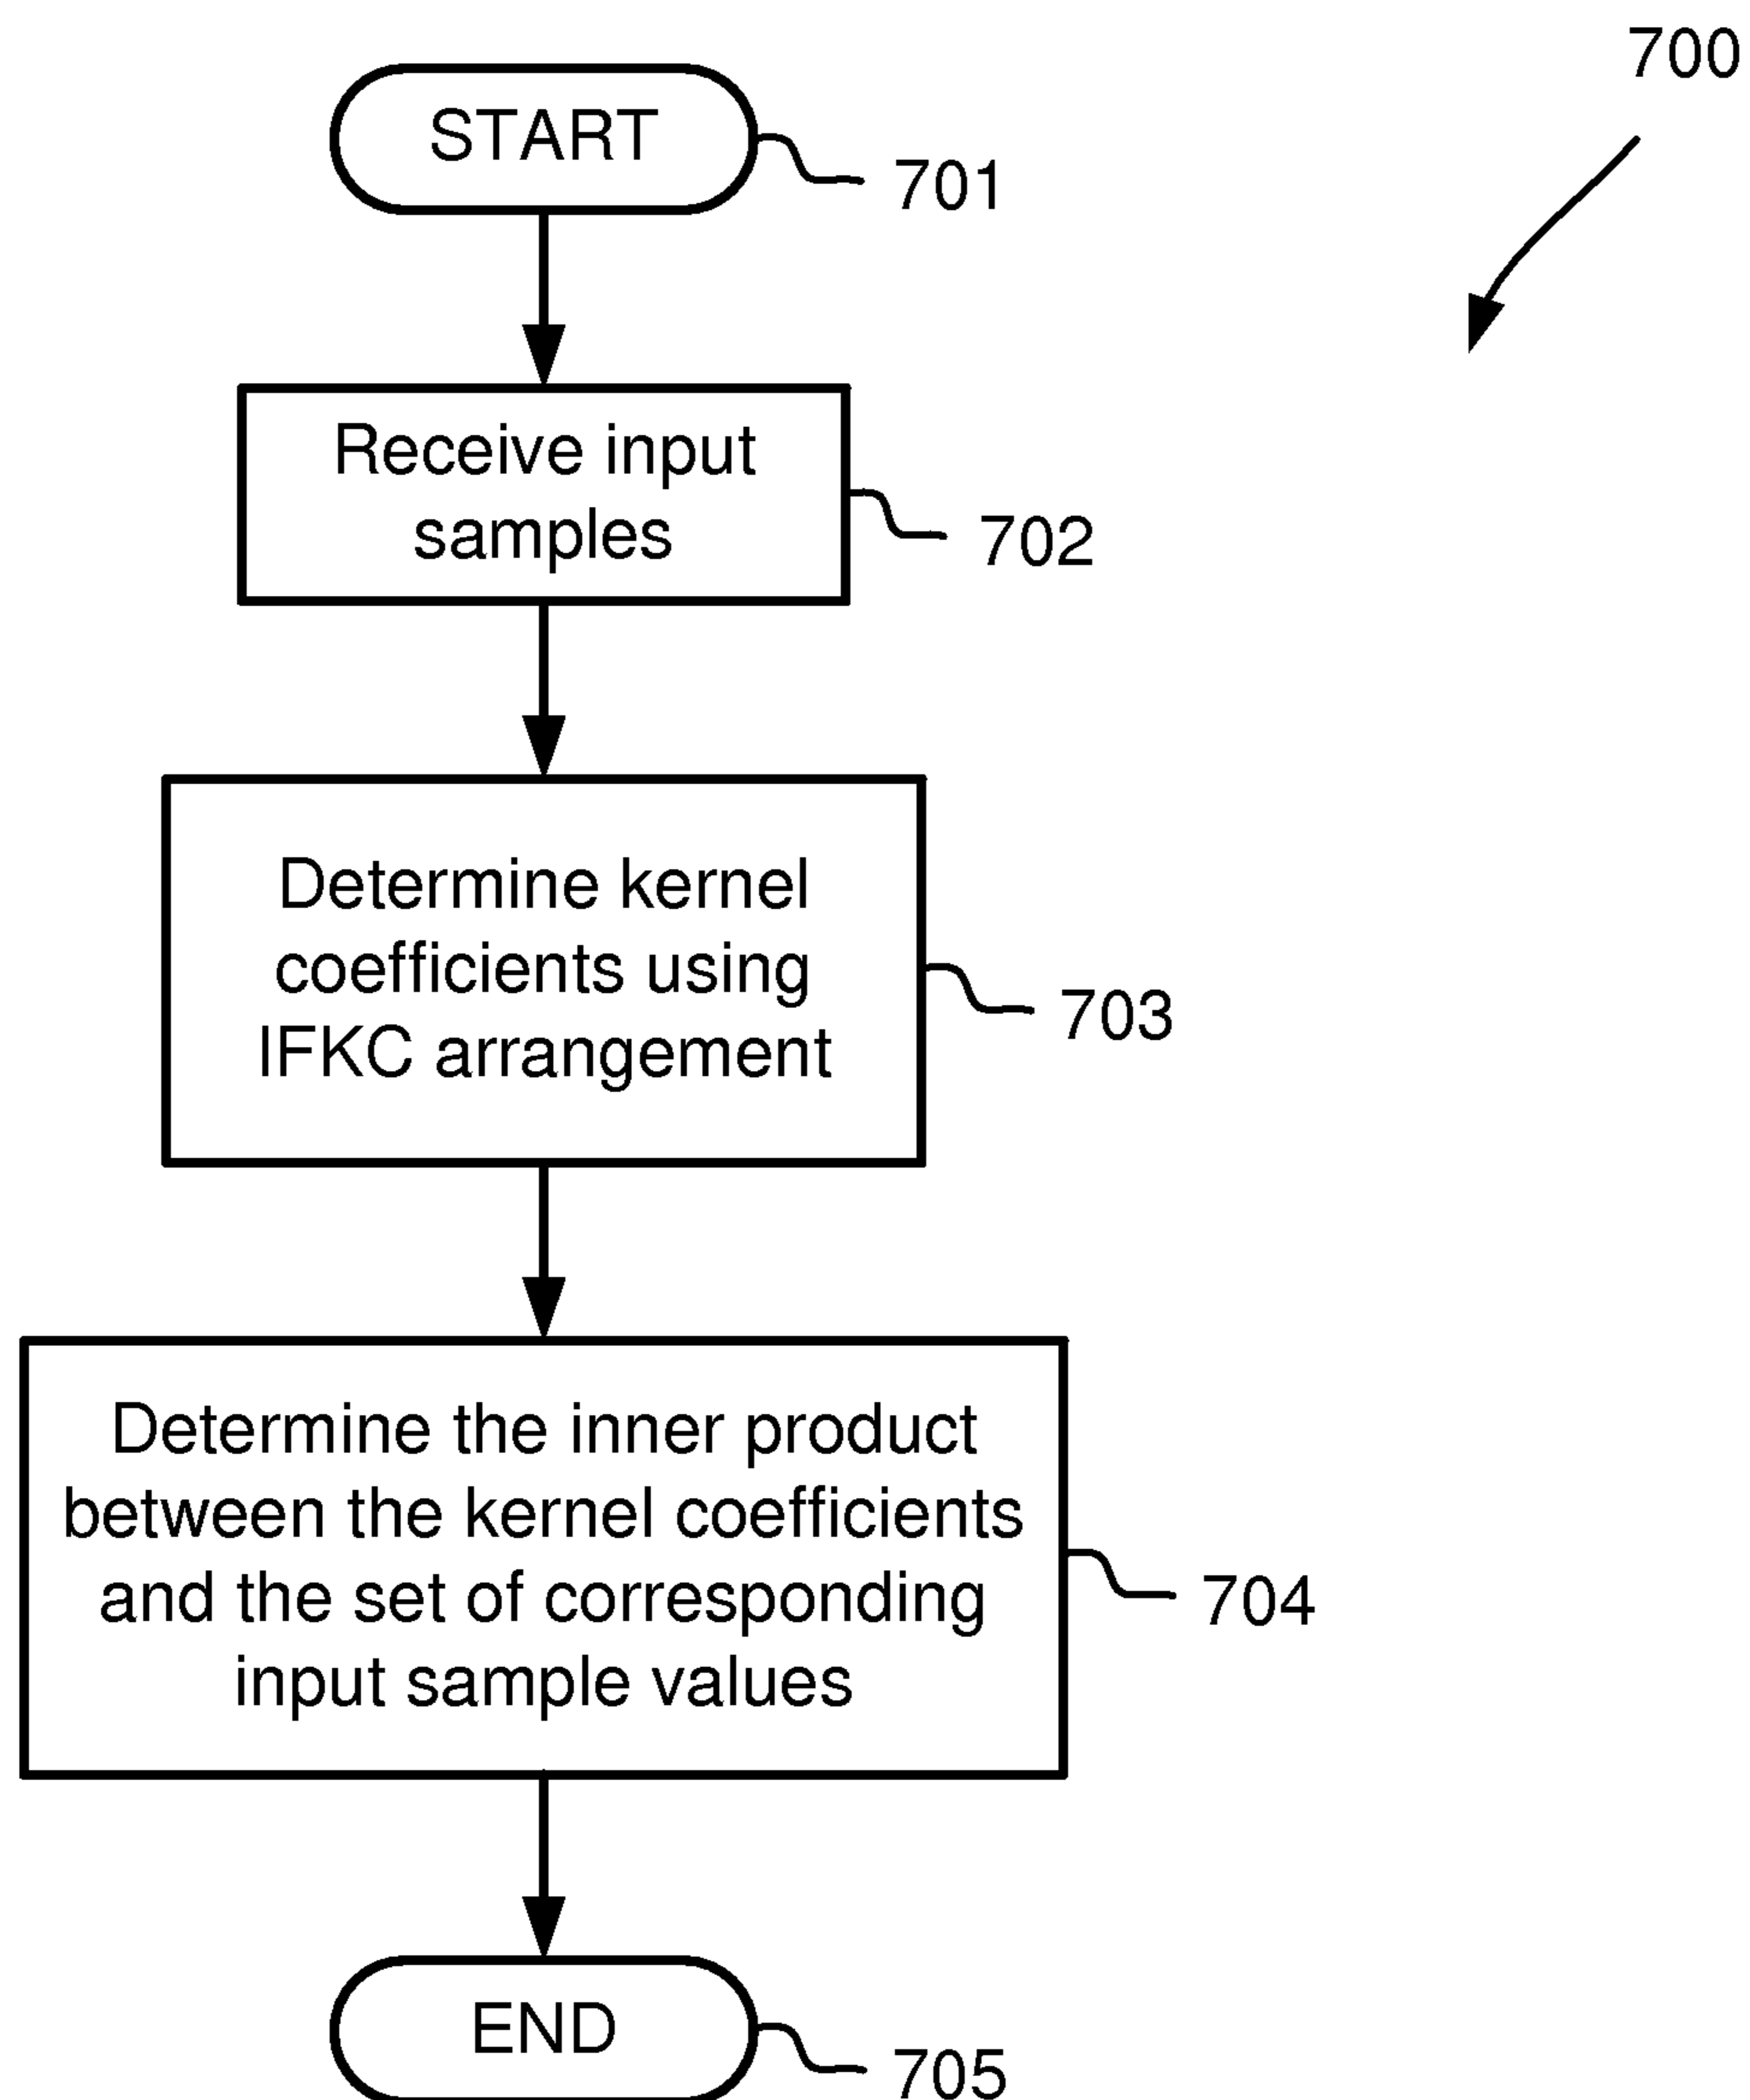 700
START
701
Receive input
samples
702
Determine kernel
coefficients using
IFKC arrangement
703
Determine the inner product
between the kernel coefficients
and the set of corresponding
input sample values
704
END
705